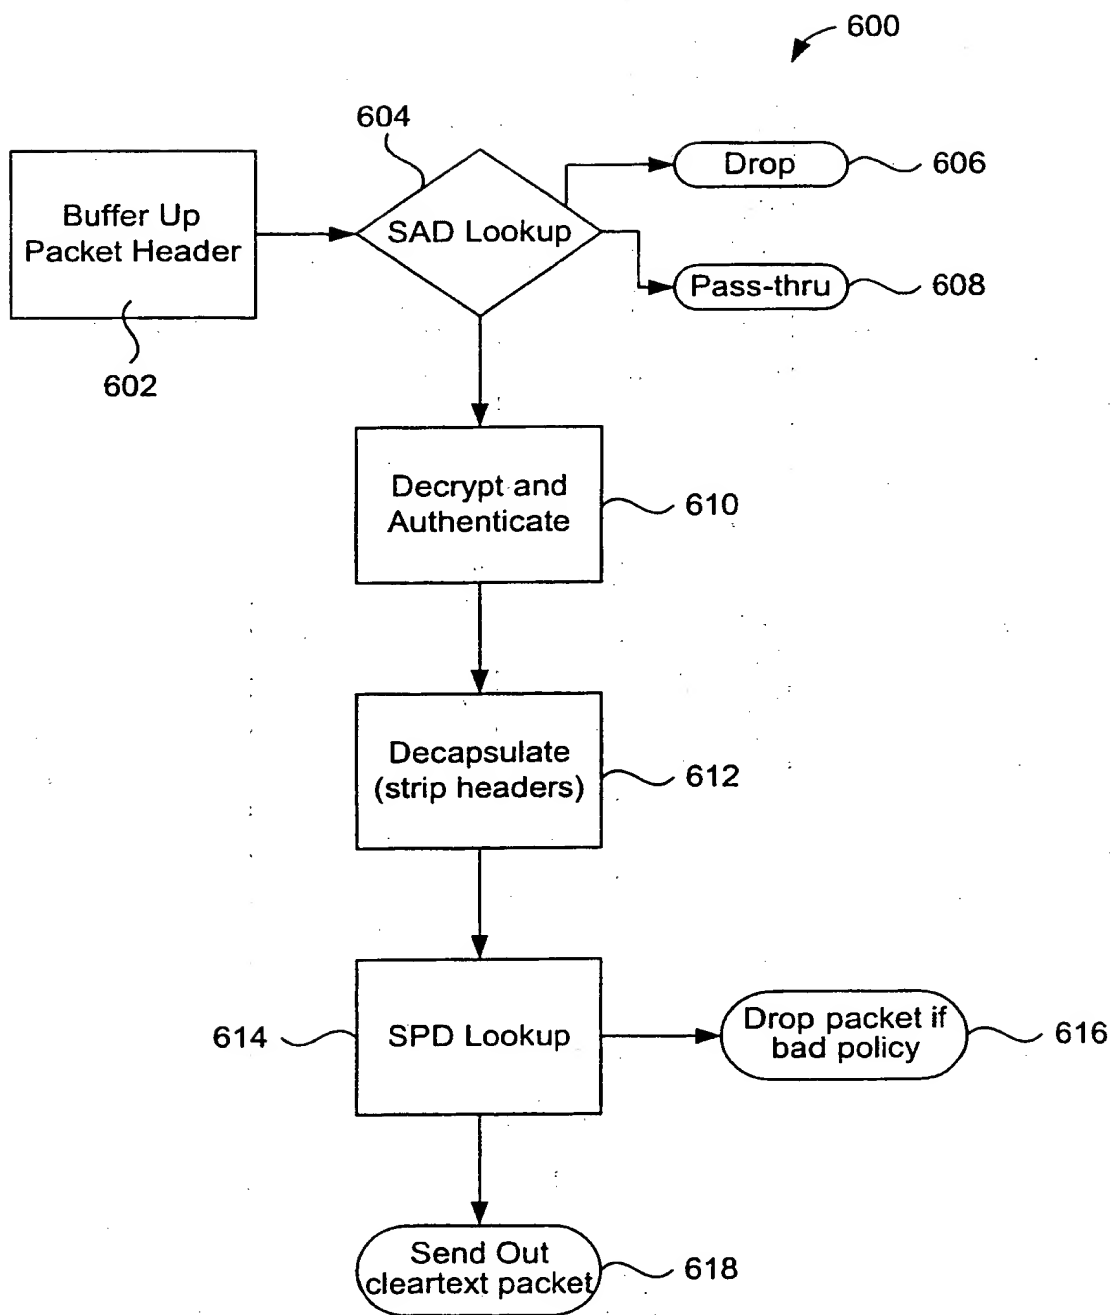 600
604
Drop
606
Buffer Up
Packet Header
SAD Lookup
Pass-thru
608
602
Decrypt and
Authenticate
610
Decapsulate
(strip headers)
612
614
SPD Lookup
Drop packet if
bad policy
616
Send Out
cleartext packet
618